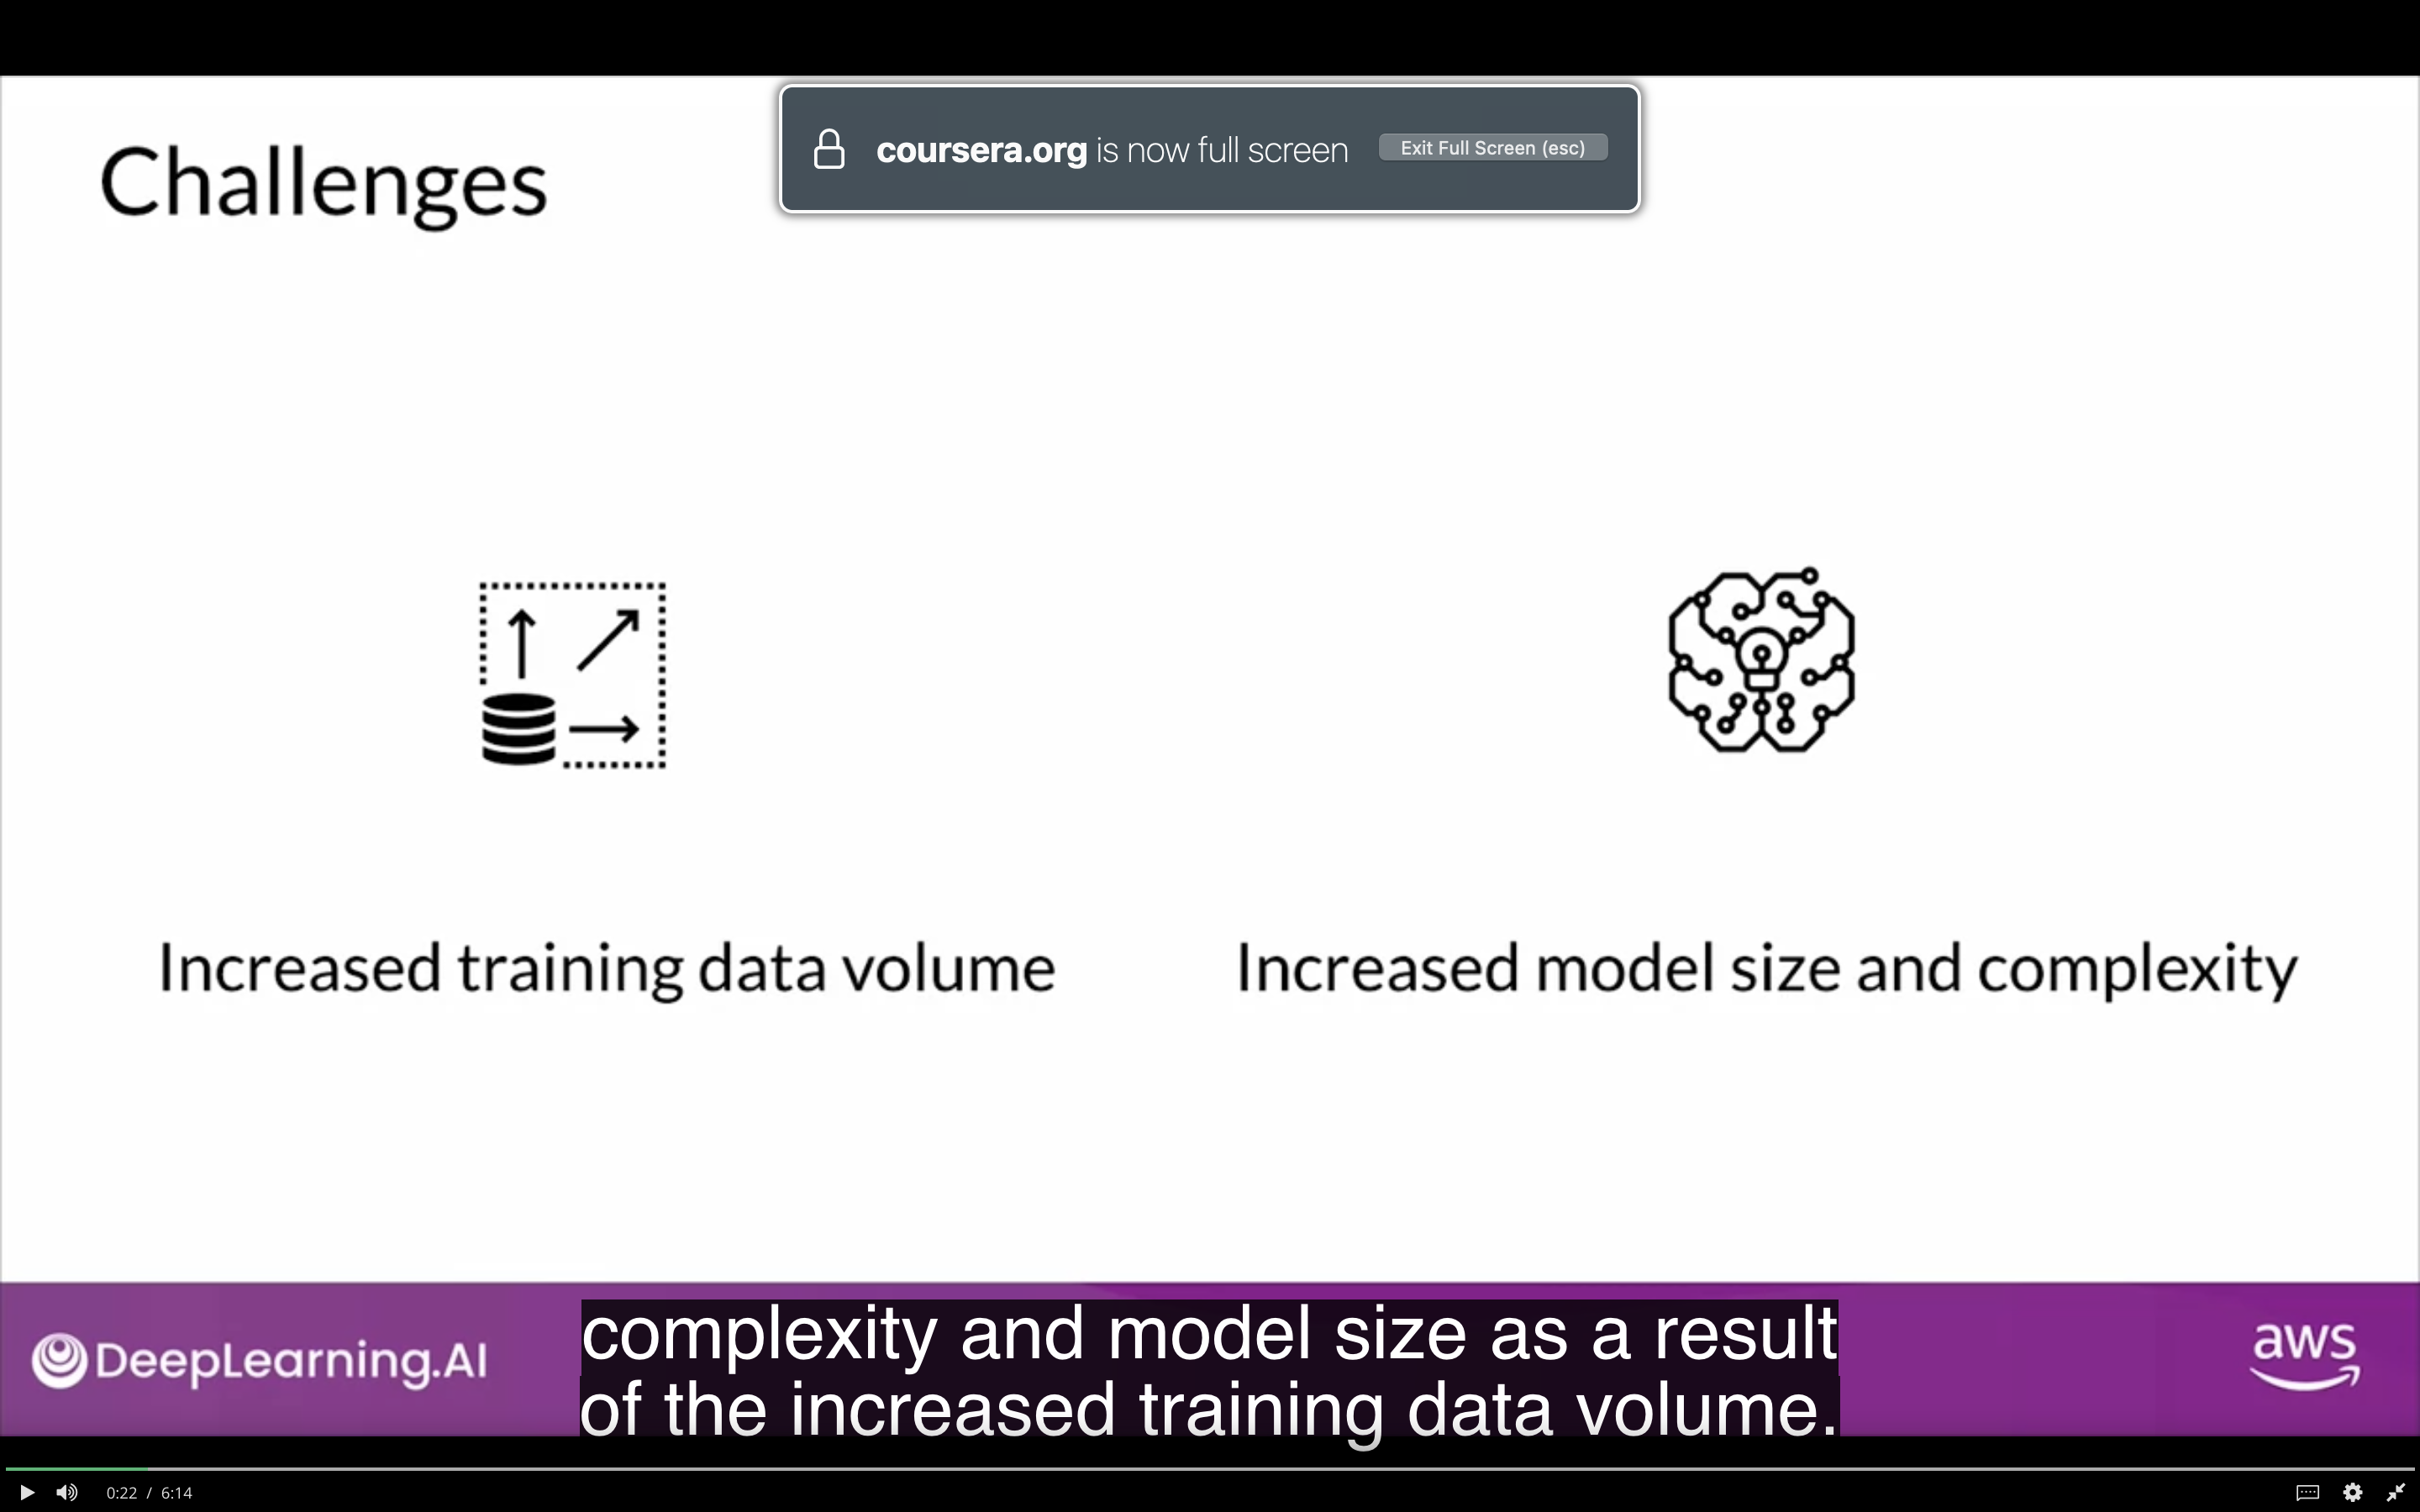 coursera.org is now full screen
Exit Full Screen (esc)
Challenges
Increased training data volume
Increased model size and complexity
DeepLearning.AI
complexity and model size as a result
of the increased training data volume.
aws
0:22 / 6:14